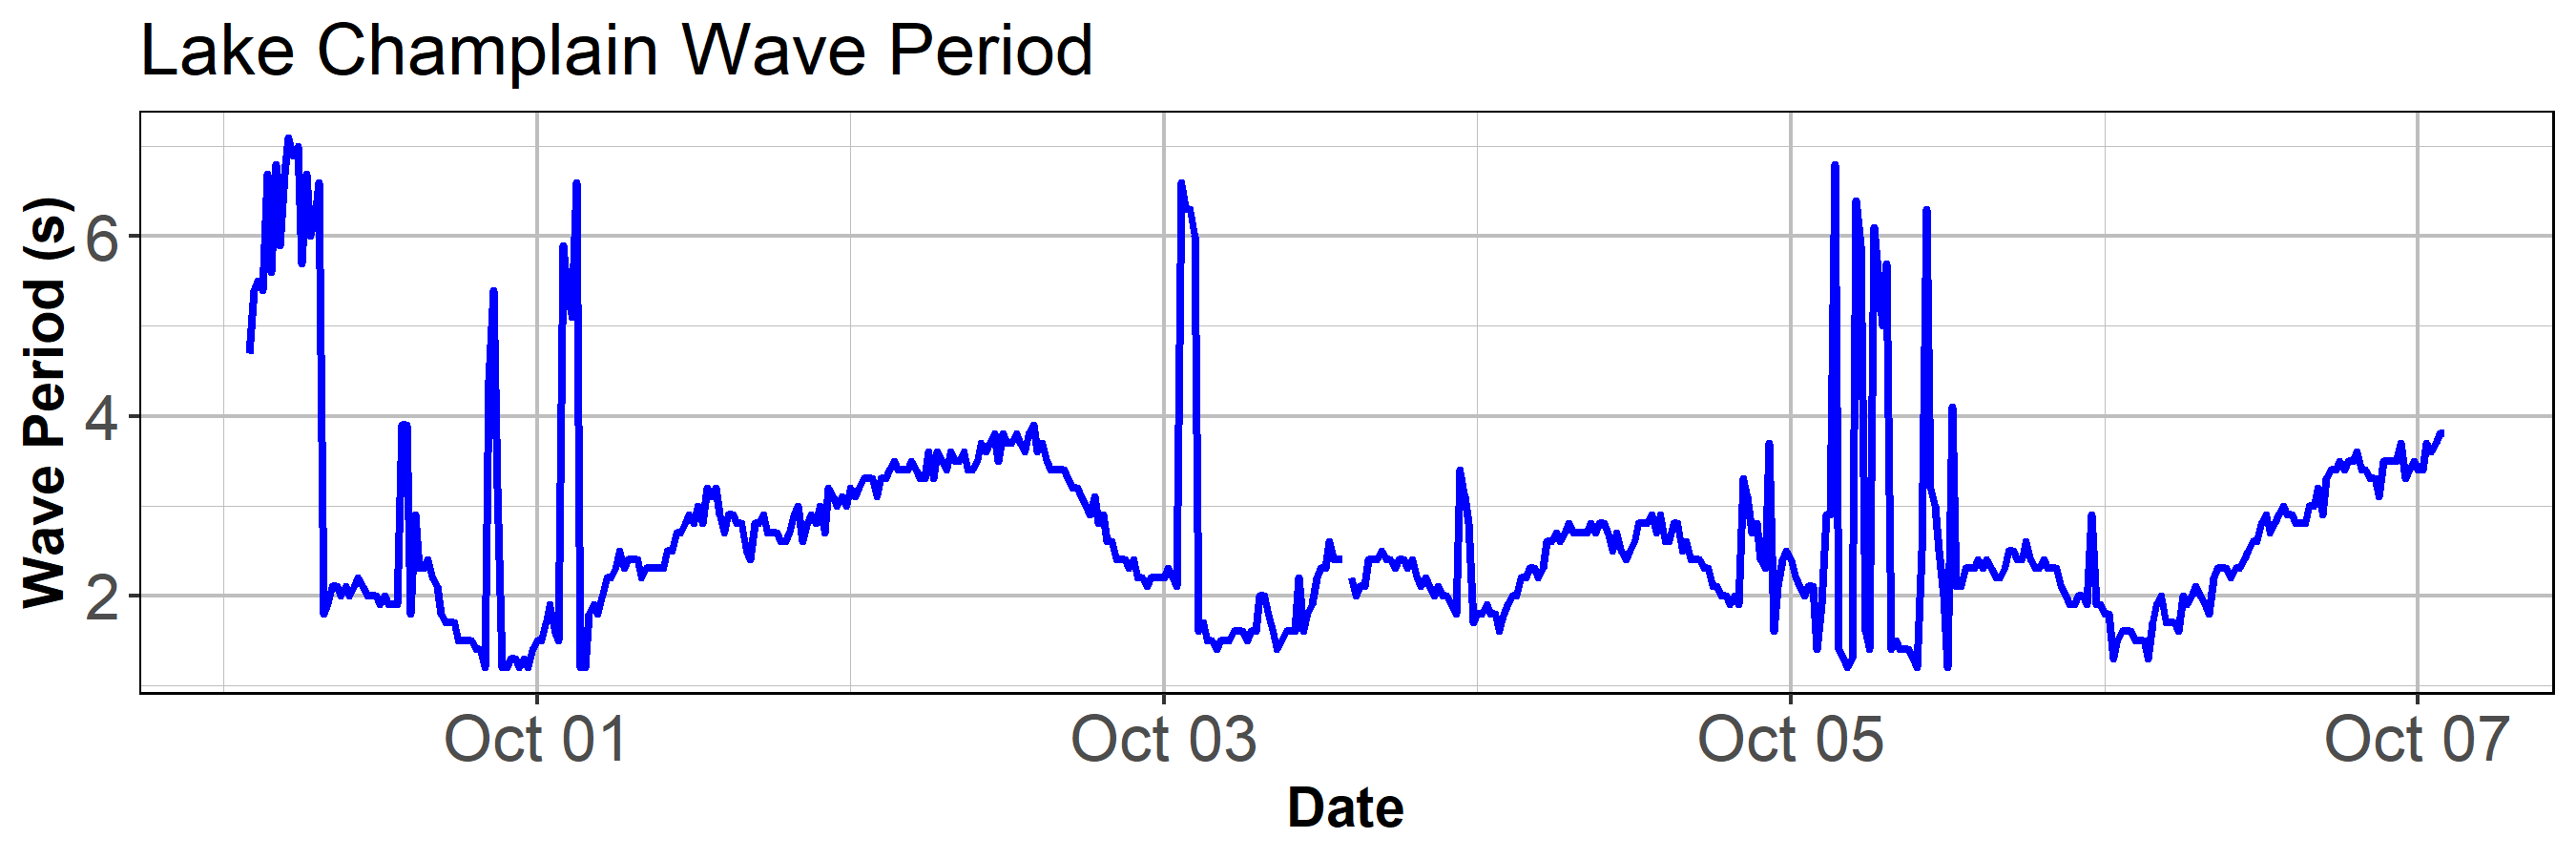 Lake Champlain Wave Period
Wave Period (s)
6
4
2
Oct 01 Oct 03 Oct 05 Oct 07
Date